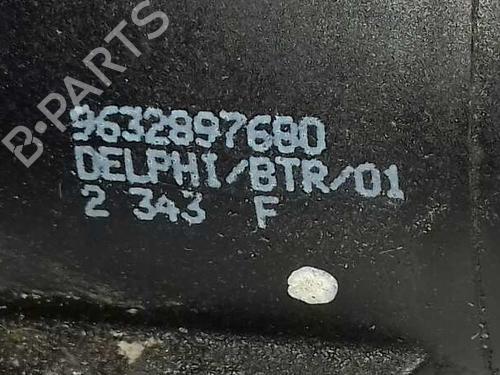 B-PARTS
9632897680
DELPHI/BTR/01
2 343 F